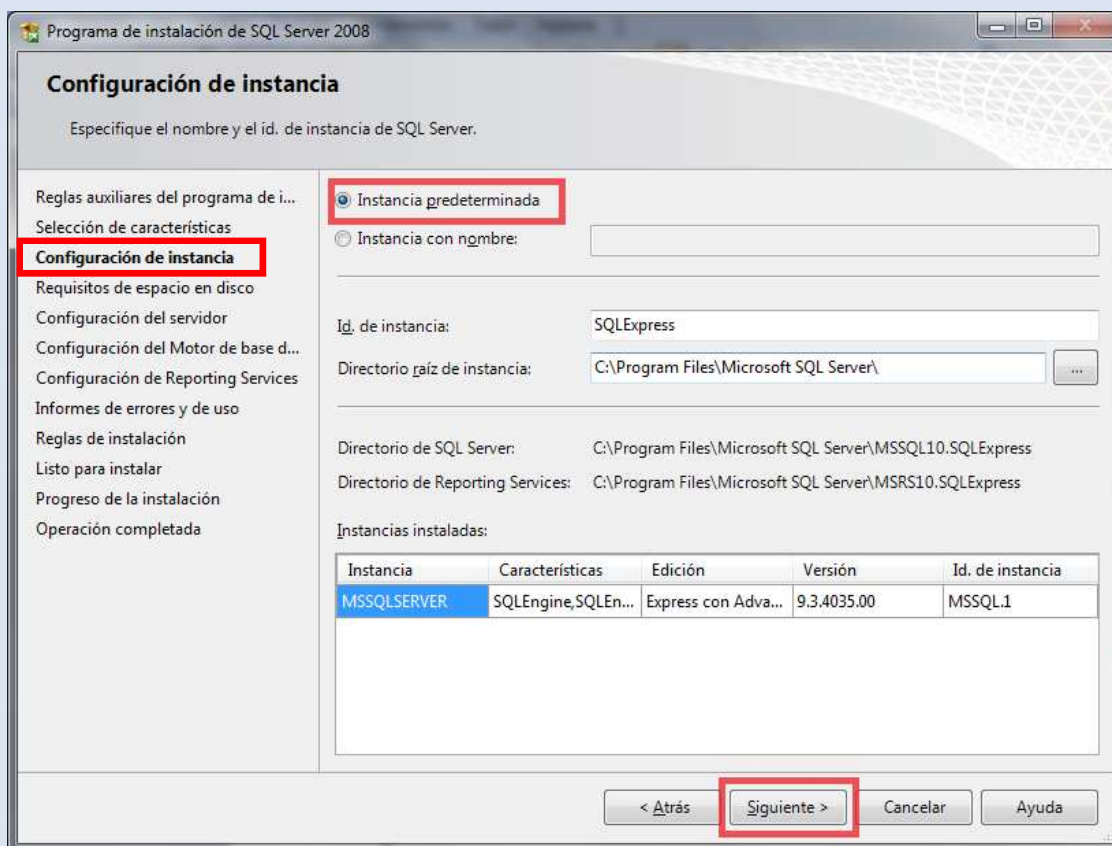 Programa de instalación de SQL Server 2008
Configuración de instancia
Especifique el nombre y el id. de instancia de SQL Server.
Reglas auxiliares del programa de i...
Selección de características
Configuración de instancia
Requisitos de espacio en disco
Configuración del servidor
Configuración del Motor de base d...
Configuración de Reporting Services
Informes de errores y de uso
Reglas de instalación
Listo para instalar
Progreso de la instalación
Operación completada
Instancia predeterminada
Instancia con nombre:
Id. de instancia: SQLExpress
Directorio raíz de instancia: C:\Program Files\Microsoft SQL Server\ ...
Directorio de SQL Server: C:\Program Files\Microsoft SQL Server\MSSQL10.SQLExpress
Directorio de Reporting Services: C:\Program Files\Microsoft SQL Server\MSRS10.SQLExpress
Instancias instaladas:
Instancia Características Edición Versión Id. de instancia
MSSQLSERVER SQLEngine,SQLEn... Express con Adva... 9.3.4035.00 MSSQL.1
< Atrás Siguiente > Cancelar Ayuda